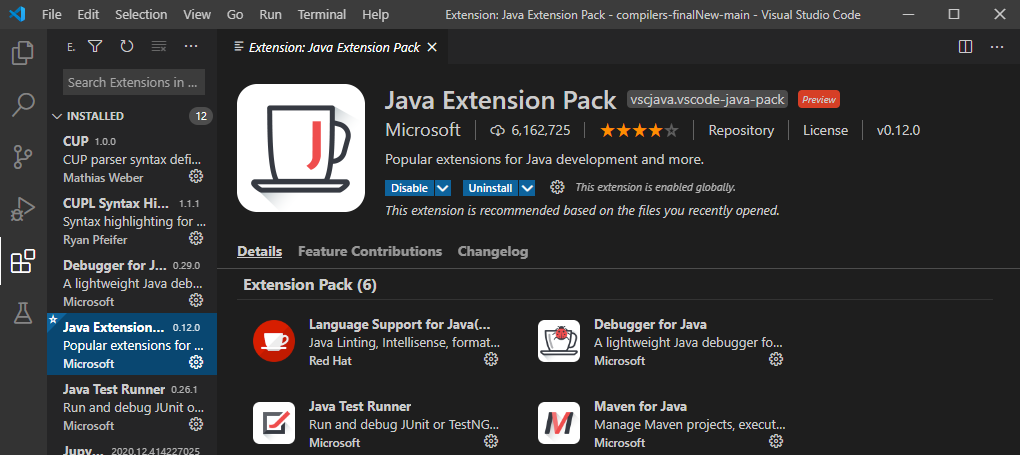 File Edit Selection View Go Run Terminal Help Extension: Java Extension Pack - compilers-finalNew-main - Visual Studio Code
E.
Extension: Java Extension Pack
Search Extensions in ...
INSTALLED 12
CUP 1.0.0
CUP parser syntax defi...
Mathias Weber
CUPL Syntax Hi... 1.1.1
Syntax highlighting for ...
Ryan Pfeifer
Debugger for J... 0.29.0
A lightweight Java deb...
Microsoft
Java Extension... 0.12.0
Popular extensions for ...
Microsoft
Java Test Runner 0.26.1
Run and debug JUnit o...
Microsoft
Jupy... 2020.12.414227025
Java Extension Pack vscjava.vscode-java-pack Preview
Microsoft 6,162,725 Repository License v0.12.0
Popular extensions for Java development and more.
Disable Uninstall This extension is enabled globally.
This extension is recommended based on the files you recently opened.
Details Feature Contributions Changelog
Extension Pack (6)
Language Support for Java(...
Java Linting, Intellisense, format...
Red Hat
Debugger for Java
A lightweight Java debugger fo...
Microsoft
Java Test Runner
Run and debug JUnit or TestNG...
Microsoft
Maven for Java
Manage Maven projects, execut...
Microsoft